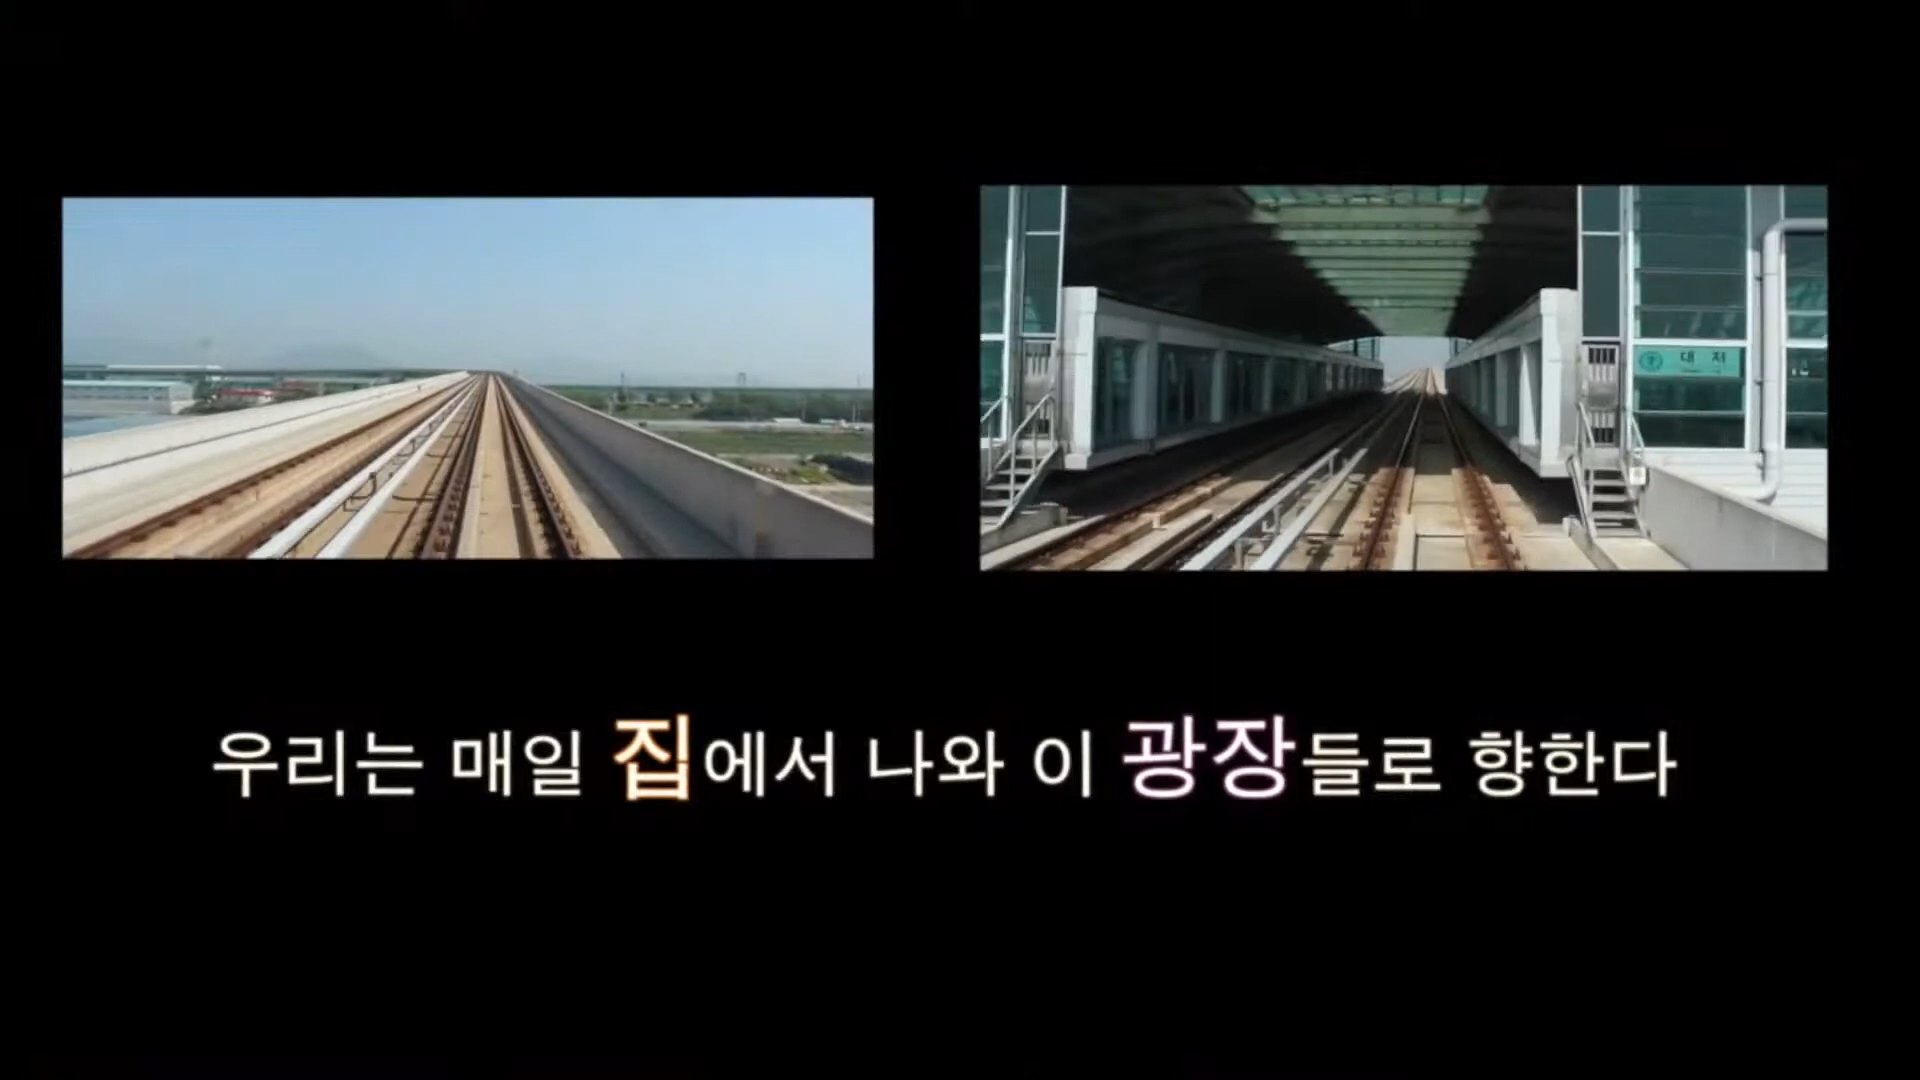 대저
우리는 매일 집에서 나와 이 광장들로 향한다